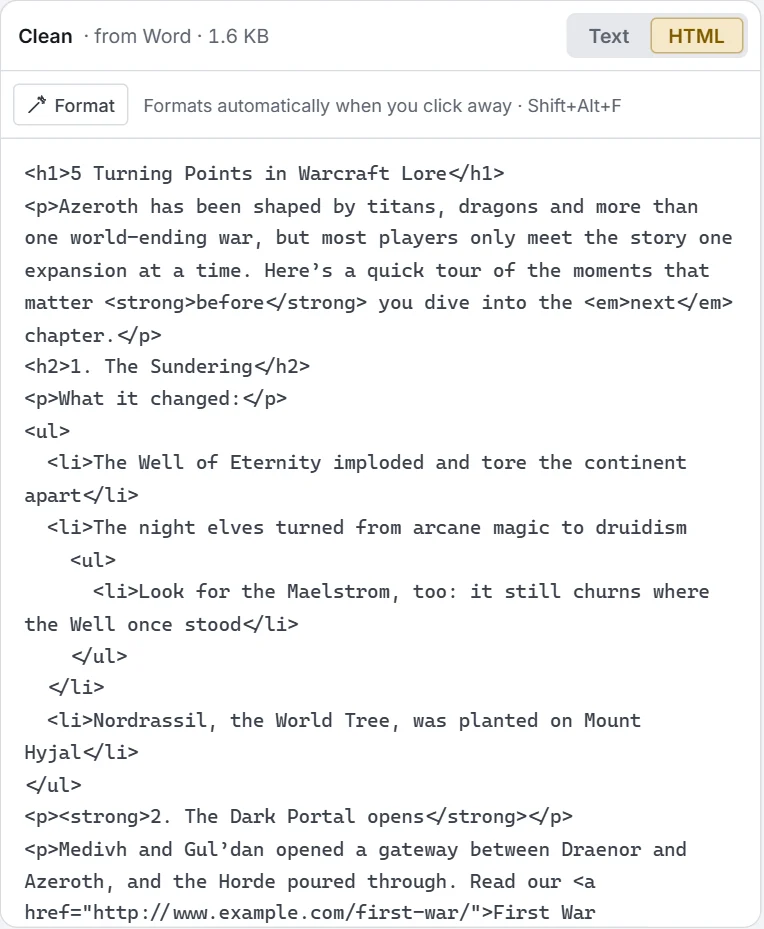 Clean · from Word · 1.6 KB
Text
HTML
Format
Formats automatically when you click away · Shift+Alt+F
<h1>5 Turning Points in Warcraft Lore</h1>
<p>Azeroth has been shaped by titans, dragons and more than
one world-ending war, but most players only meet the story one
expansion at a time. Here’s a quick tour of the moments that
matter <strong>before</strong> you dive into the <em>next</em>
chapter.</p>
<h2>1. The Sundering</h2>
<p>What it changed:</p>
<ul>
  <li>The Well of Eternity imploded and tore the continent
apart</li>
  <li>The night elves turned from arcane magic to druidism
    <ul>
      <li>Look for the Maelstrom, too: it still churns where
the Well once stood</li>
    </ul>
  </li>
  <li>Nordrassil, the World Tree, was planted on Mount
Hyjal</li>
</ul>
<p><strong>2. The Dark Portal opens</strong></p>
<p>Medivh and Gul’dan opened a gateway between Draenor and
Azeroth, and the Horde poured through. Read our <a
href="http://www.example.com/first-war/">First War